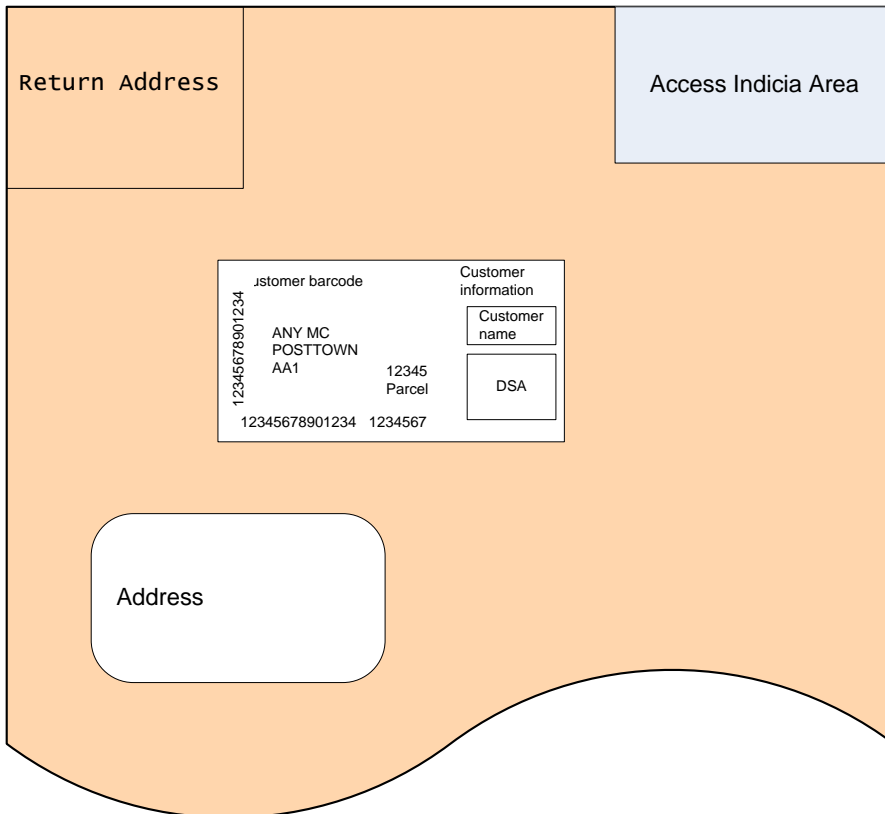 Return Address
Access Indicia Area
ustomer barcode
Customer
information
12345678901234
Customer
name
ANY MC
POSTTOWN
AA1
12345
Parcel
DSA
12345678901234 1234567
Address